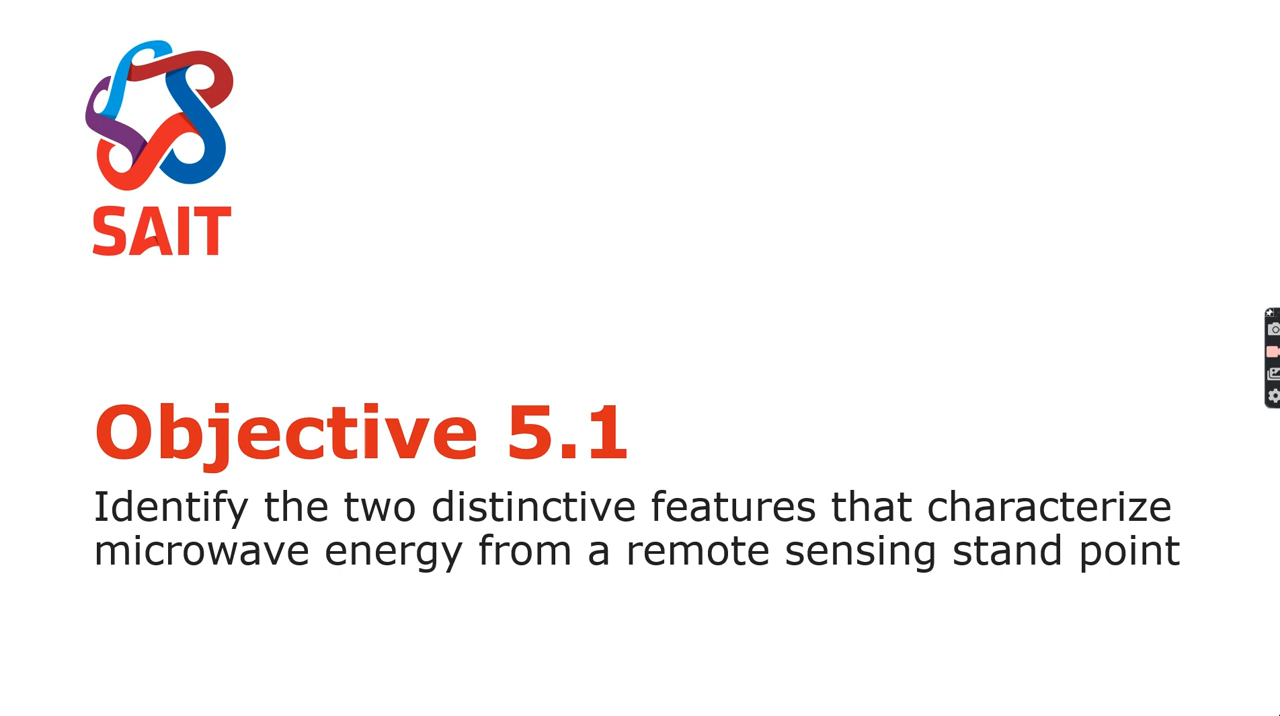 SAIT
Objective 5.1
Identify the two distinctive features that characterize
microwave energy from a remote sensing stand point